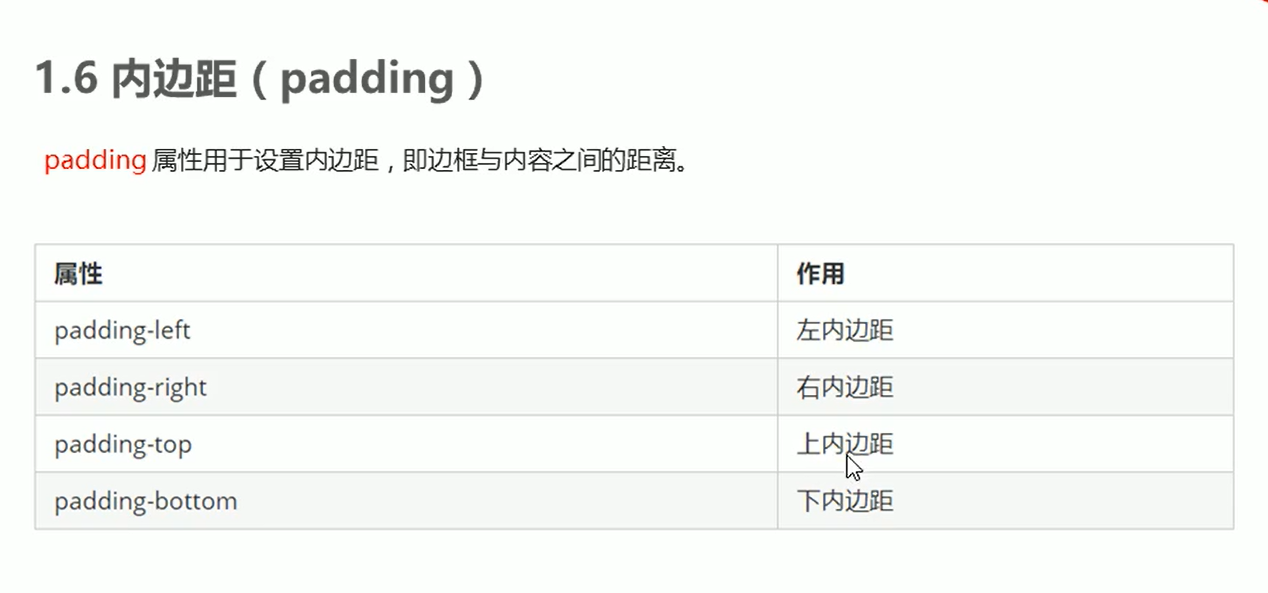 1.6 内边距（padding）
padding 属性用于设置内边距，即边框与内容之间的距离。
属性 作用
padding-left 左内边距
padding-right 右内边距
padding-top 上内边距
padding-bottom 下内边距